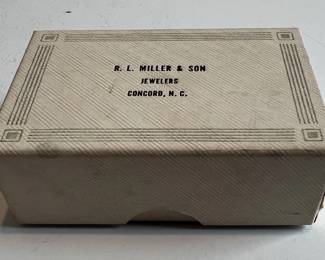 R. L. MILLER & SON
JEWELERS
CONCORD, N. C.